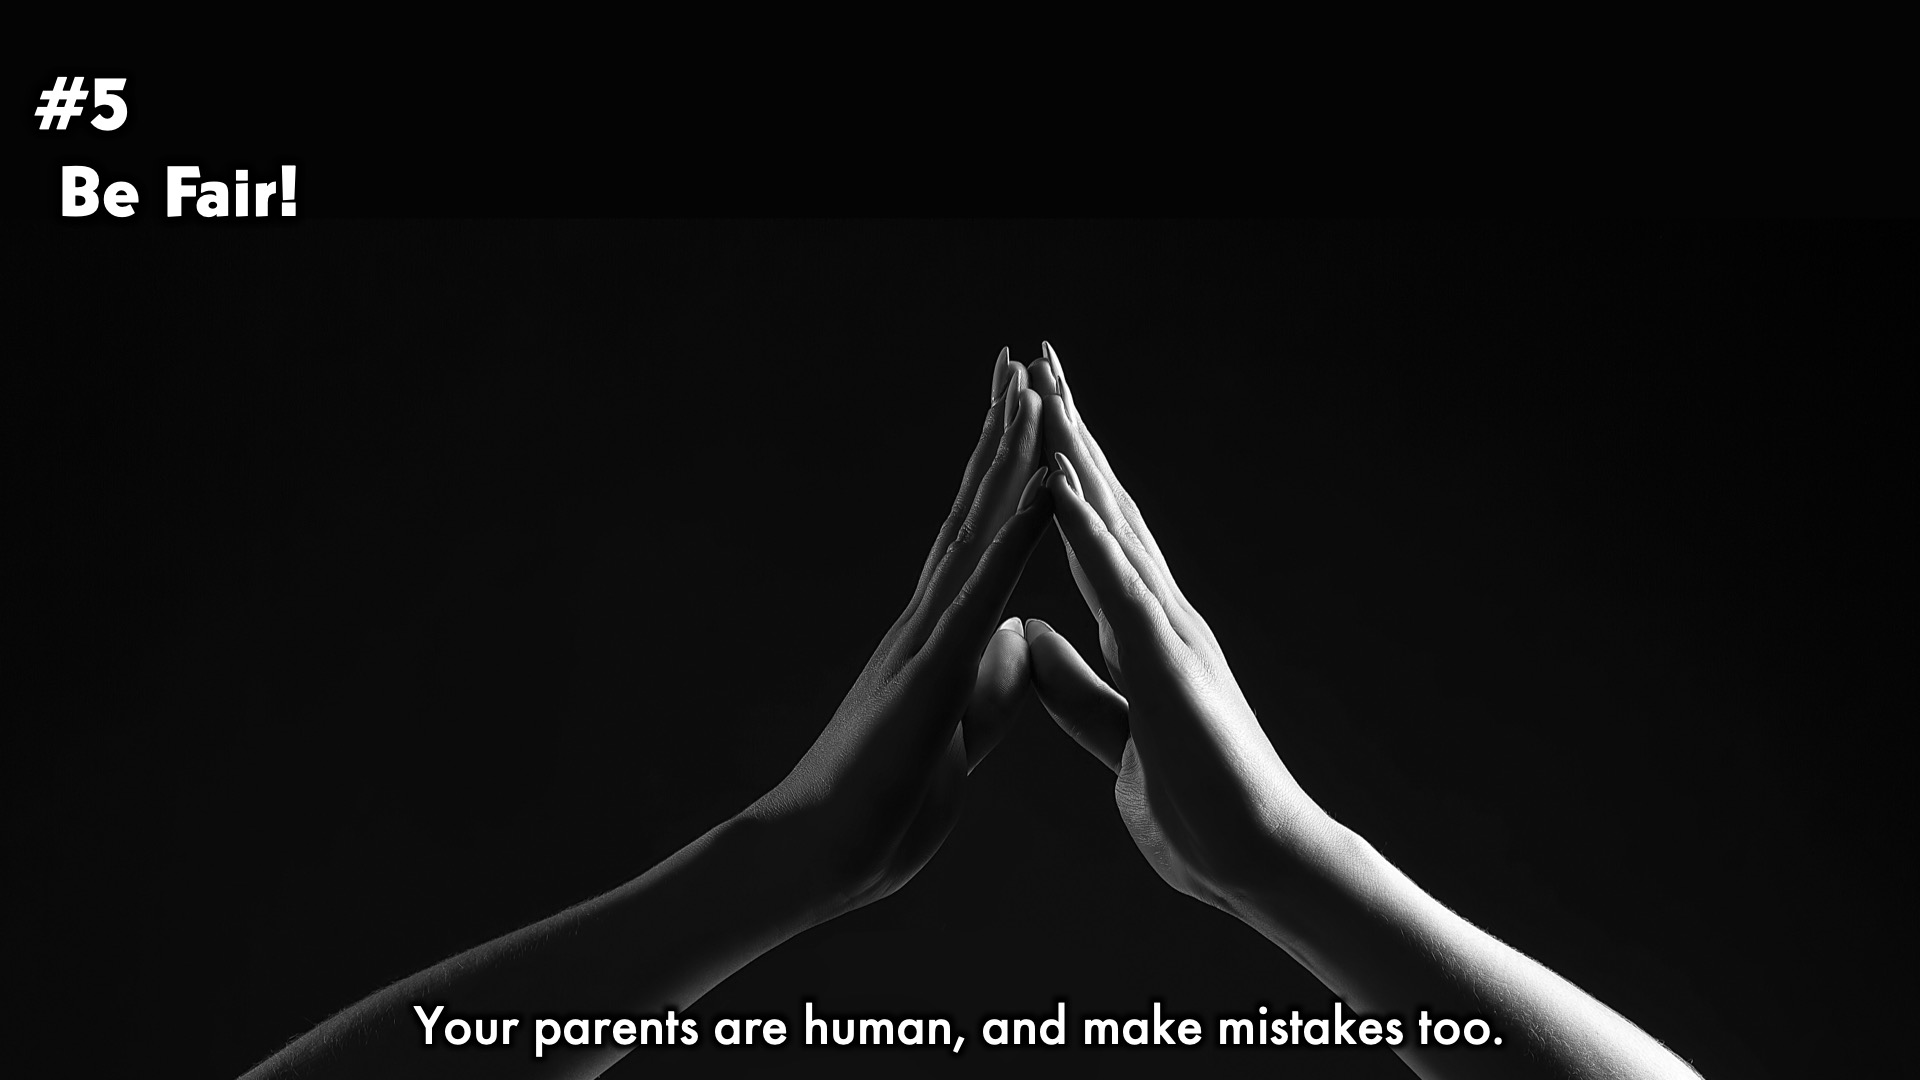 #5
Be Fair!
Your parents are human, and make mistakes too.